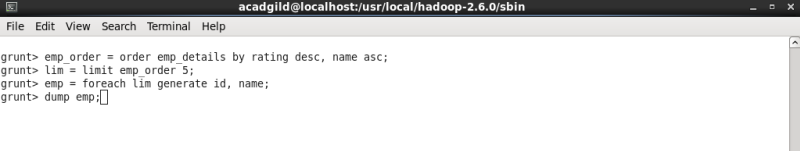 acadgild@localhost:/usr/local/hadoop-2.6.0/sbin
File Edit View Search Terminal Help
grunt> emp_order = order emp_details by rating desc, name asc;
grunt> lim = limit emp_order 5;
grunt> emp = foreach lim generate id, name;
grunt> dump emp;